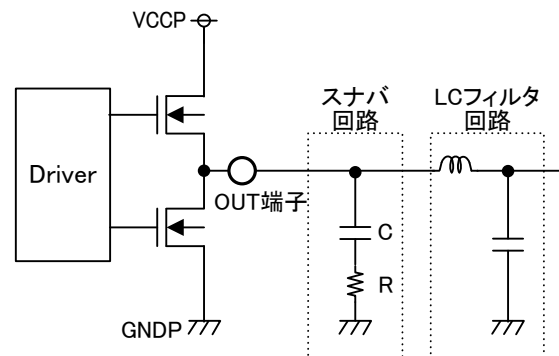 VCCP
スナバ
回路
LCフィルタ
回路
Driver
OUT端子
C
R
GNDP